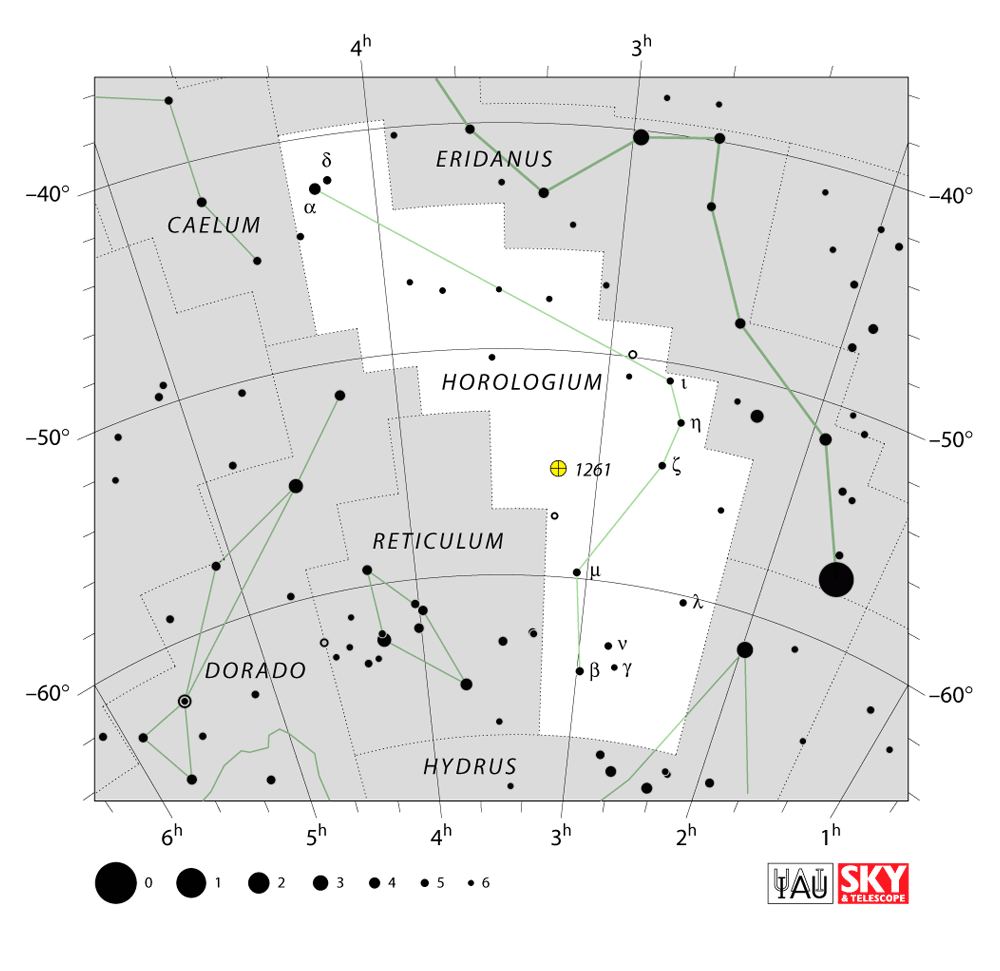 4h 3h
–40° –40°
ERIDANUS
δ
α
CAELUM
HOROLOGIUM
ι
η
–50° –50°
ζ
1261
RETICULUM
μ
λ
ν
β γ
DORADO
–60° –60°
HYDRUS
6h 5h 4h 3h 2h 1h
0 1 2 3 4 5 6
IAU
SKY
& TELESCOPE